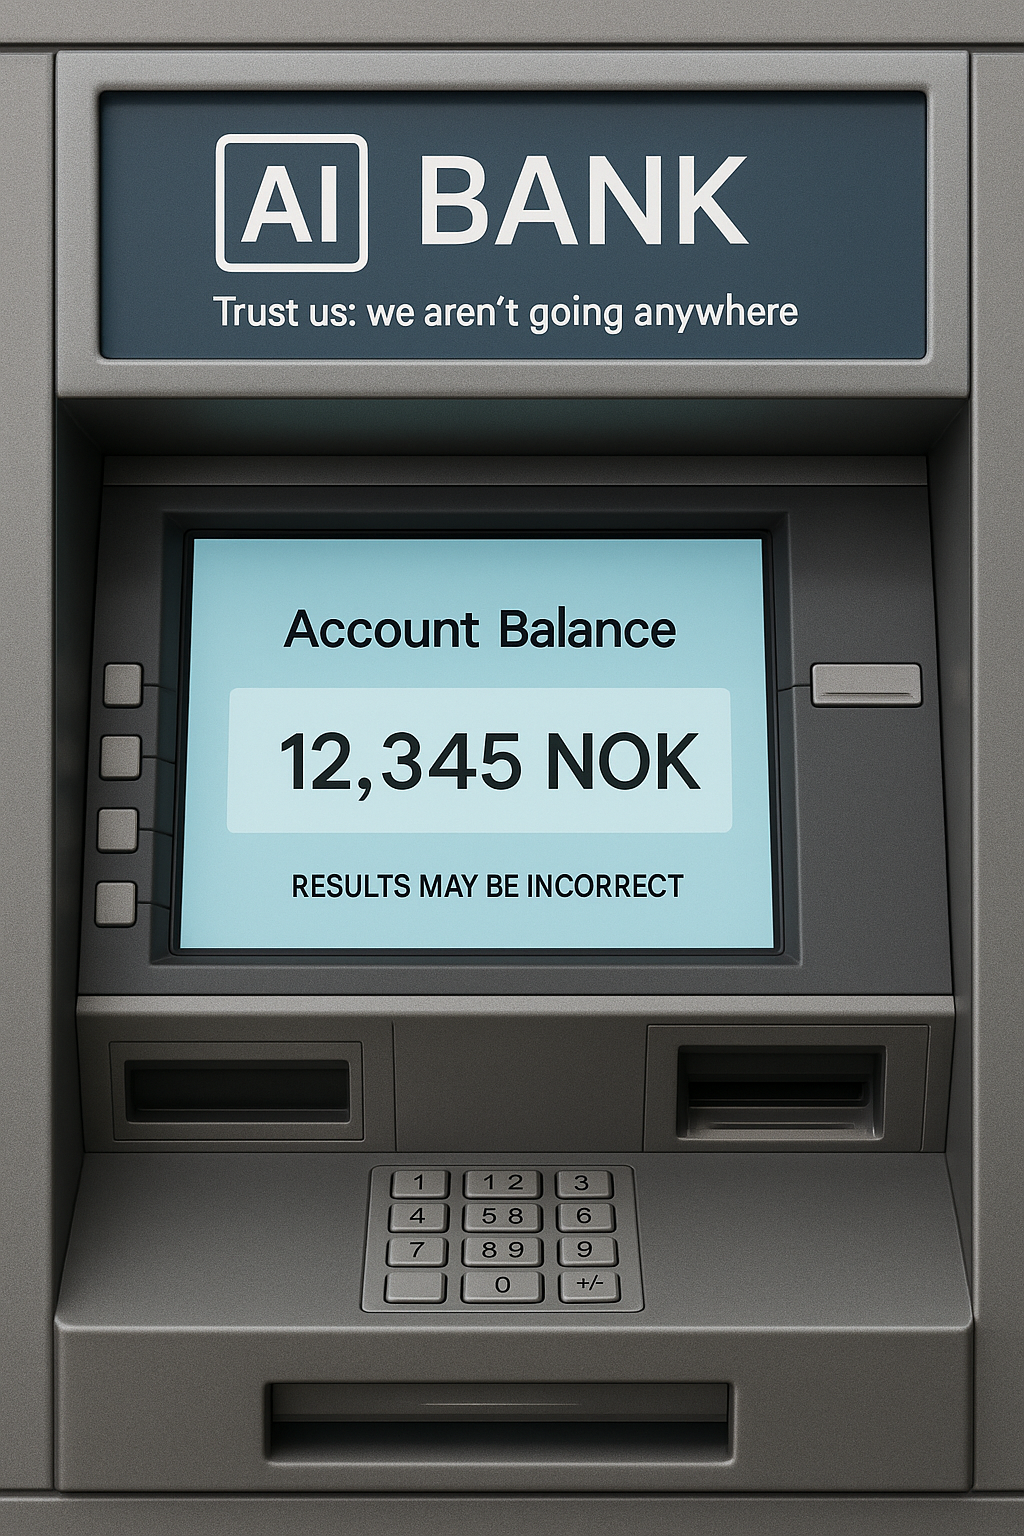 AI BANK
Trust us: we aren't going anywhere
Account Balance
12,345 NOK
RESULTS MAY BE INCORRECT
1 1 2 3
4 5 8 6
7 8 9 9
0 +/-